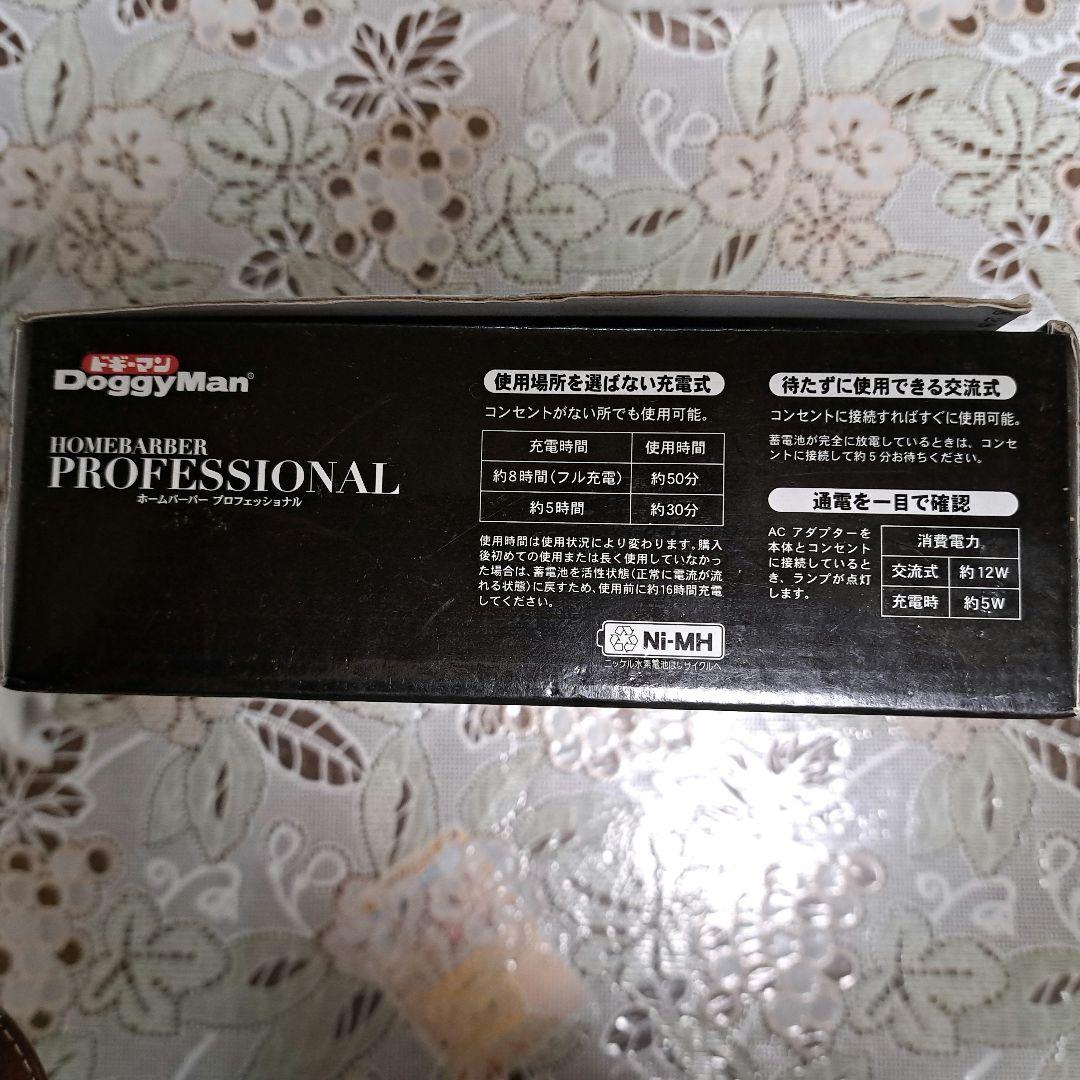 ドギーマン
DoggyMan®
HOMEBARBER
PROFESSIONAL
ホームバーバー プロフェッショナル
使用場所を選ばない充電式
コンセントがない所でも使用可能。
充電時間 使用時間
約8時間(フル充電) 約50分
約5時間 約30分
使用時間は使用状況により変わります。購入
後初めての使用または長く使用していなかっ
た場合は、蓄電池を活性状態(正常に電流が流
れる状態)に戻すため、使用前に約16時間充電
してください。
Ni-MH
ニッケル水素電池はリサイクルへ
待たずに使用できる交流式
コンセントに接続すればすぐに使用可能。
蓄電池が完全に放電しているときは、コンセ
ントに接続して約5分お待ちください。
通電を一目で確認
AC アダプターを
本体とコンセント
に接続していると
き、ランプが点灯
します。
消費電力
交流式 約12W
充電時 約5W